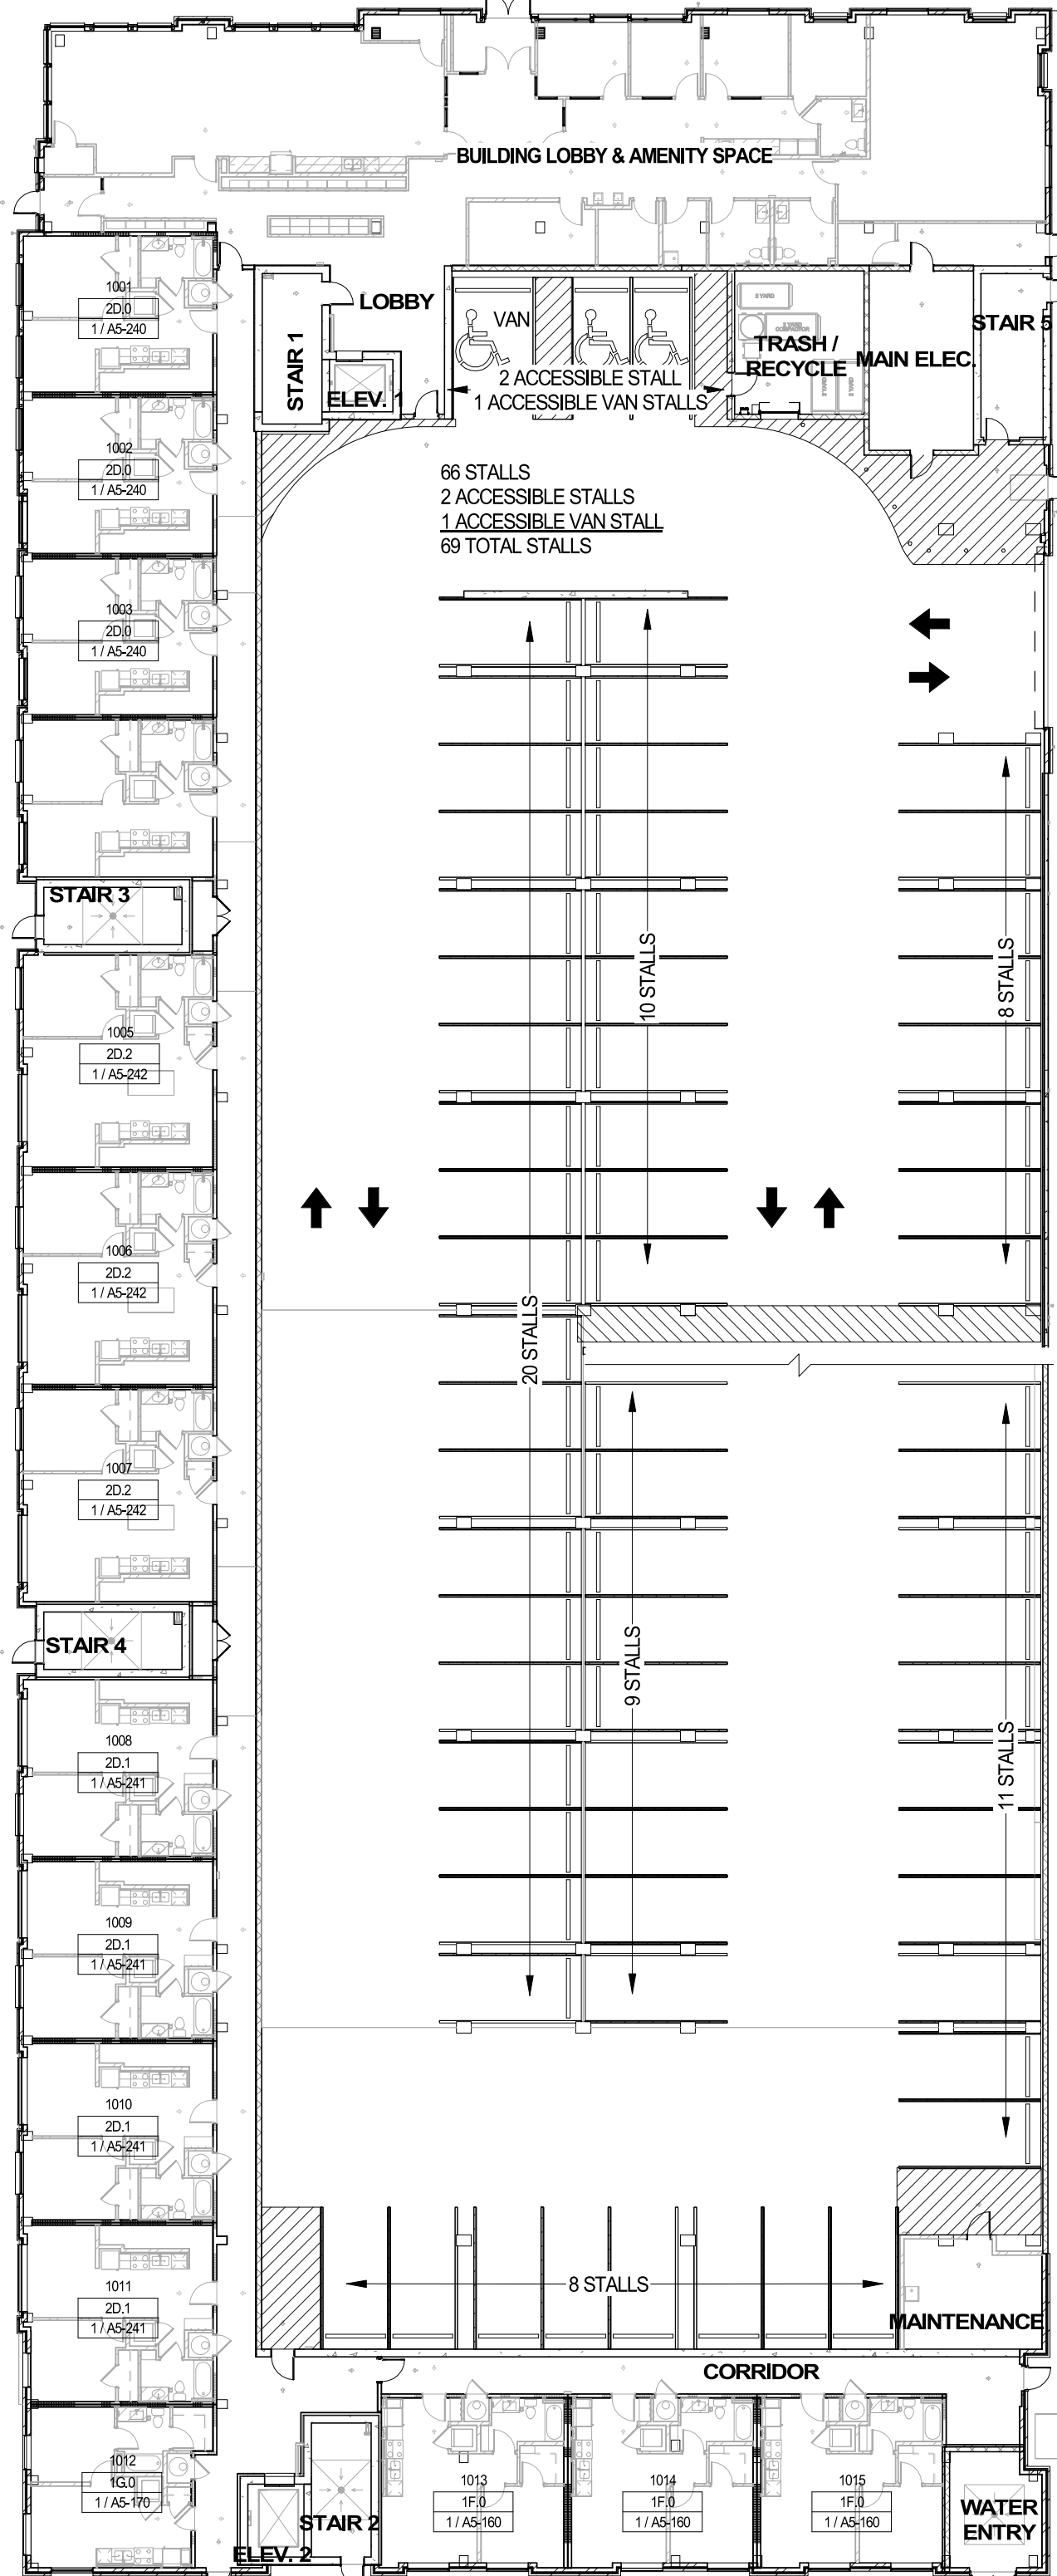 BUILDING LOBBY & AMENITY SPACE
1001
2D.0
1 / A5-240
LOBBY
STAIR 1
ELEV. 1
VAN
2 ACCESSIBLE STALL
1 ACCESSIBLE VAN STALLS
2 YARD
2 YARD
COMPACTOR
TRASH /
RECYCLE
MAIN ELEC.
STAIR 5
1002
2D.0
1 / A5-240
66 STALLS
2 ACCESSIBLE STALLS
1 ACCESSIBLE VAN STALL
69 TOTAL STALLS
1003
2D.0
1 / A5-240
STAIR 3
10 STALLS
8 STALLS
1005
2D.2
1 / A5-242
1006
2D.2
1 / A5-242
20 STALLS
1007
2D.2
1 / A5-242
STAIR 4
9 STALLS
11 STALLS
1008
2D.1
1 / A5-241
1009
2D.1
1 / A5-241
1010
2D.1
1 / A5-241
1011
2D.1
1 / A5-241
8 STALLS
MAINTENANCE
CORRIDOR
1012
1G.0
1 / A5-170
ELEV. 2
STAIR 2
1013
1F.0
1 / A5-160
1014
1F.0
1 / A5-160
1015
1F.0
1 / A5-160
WATER
ENTRY